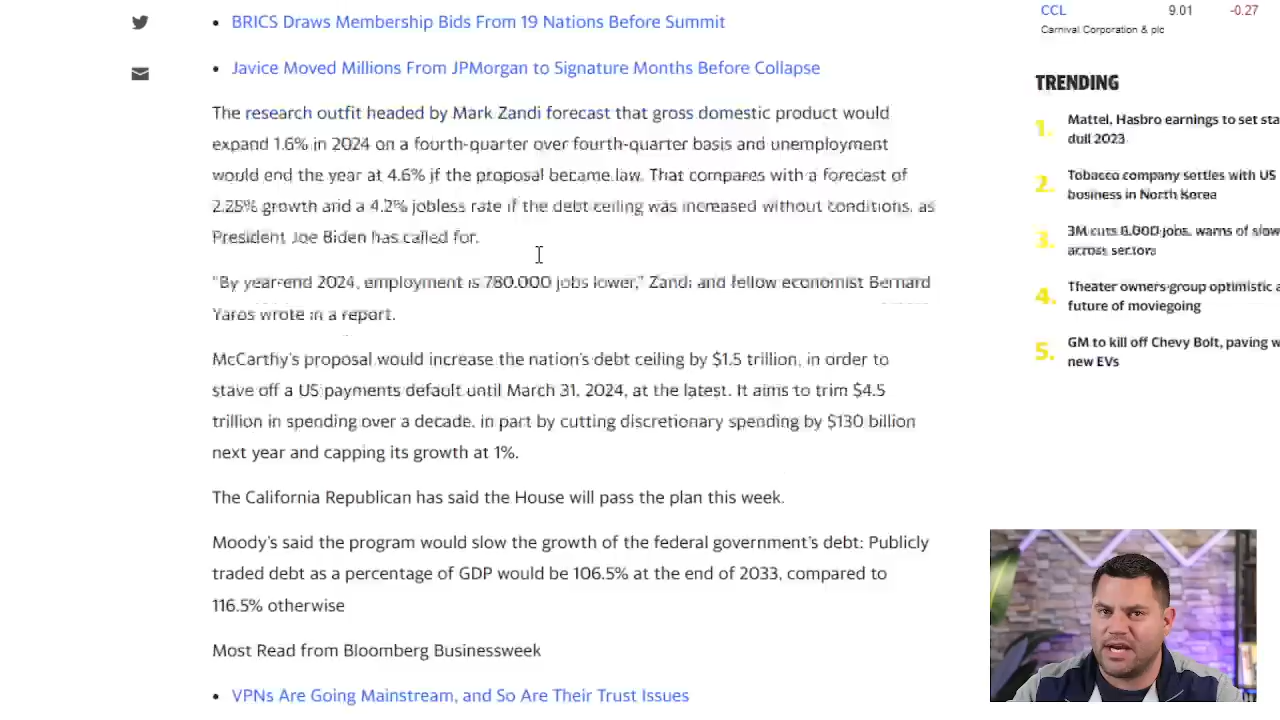 BRICS Draws Membership Bids From 19 Nations Before Summit
Javice Moved Millions From JPMorgan to Signature Months Before Collapse
The research outfit headed by Mark Zandi forecast that gross domestic product would
expand 1.6% in 2024 on a fourth-quarter over fourth-quarter basis and unemployment
would end the year at 4.6% if the proposal became law. That compares with a forecast of
2.25% growth and a 4.2% jobless rate if the debt ceiling was increased without conditions, as
President Joe Biden has called for.
"By year-end 2024, employment is 780.000 jobs lower," Zandi and fellow economist Bernard
Yaros wrote in a report.
McCarthy's proposal would increase the nation's debt ceiling by $1.5 trillion, in order to
stave off a US payments default until March 31, 2024, at the latest. It aims to trim $4.5
trillion in spending over a decade, in part by cutting discretionary spending by $130 billion
next year and capping its growth at 1%.
The California Republican has said the House will pass the plan this week.
Moody's said the program would slow the growth of the federal government's debt: Publicly
traded debt as a percentage of GDP would be 106.5% at the end of 2033, compared to
116.5% otherwise
Most Read from Bloomberg Businessweek
VPNs Are Going Mainstream, and So Are Their Trust Issues
CCL 9.01 -0.27
Carnival Corporation & plc
TRENDING
1. Mattel, Hasbro earnings to set sta
dull 2023
2. Tobacco company settles with US
business in North Korea
3. 3M cuts 6,000 jobs, warns of slow
across sectors
4. Theater owners group optimistic a
future of moviegoing
5. GM to kill off Chevy Bolt, paving w
new EVs